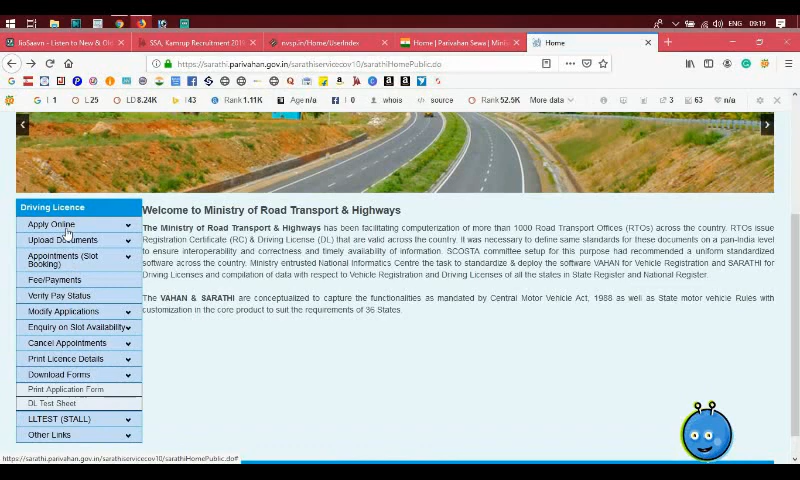 ENG 09:19
JioSaavn - Listen to New & Old
SSA, Kamrup Recruitment 201
nvsp.in/Home/UserIndex
Home | Parivahan Sewa | Mini
Home
https://sarathi.parivahan.gov.in/sarathiservicecov10/sarathiHomePublic.do
1 L 25 LD 8.24K I 43 Rank 1.11K Age n/a I 0 whois source Rank 52.5K More data 3 63 n/a
Driving Licence
Apply Online
Upload Documents
Appointments (Slot
Booking)
Fee/Payments
Verify Pay Status
Modify Applications
Enquiry on Slot Availability
Cancel Appointments
Print Licence Details
Download Forms
Print Application Form
DL Test Sheet
LLTEST (STALL)
Other Links
Welcome to Ministry of Road Transport & Highways
The Ministry of Road Transport & Highways has been facilitating computerization of more than 1000 Road Transport Offices (RTOs) across the country. RTOs issue
Registration Certificate (RC) & Driving License (DL) that are valid across the country. It was necessary to define same standards for these documents on a pan-India level
to ensure interoperability and correctness and timely availability of information. SCOSTA committee setup for this purpose had recommended a uniform standardized
software across the country. Ministry entrusted National Informatics Centre the task to standardize & deploy the software VAHAN for Vehicle Registration and SARATHI for
Driving Licenses and compilation of data with respect to Vehicle Registration and Driving Licenses of all the states in State Register and National Register.
The VAHAN & SARATHI are conceptualized to capture the functionalities as mandated by Central Motor Vehicle Act, 1988 as well as State motor vehicle Rules with
customization in the core product to suit the requirements of 36 States.
https://sarathi.parivahan.gov.in/sarathiservicecov10/sarathiHomePublic.do#